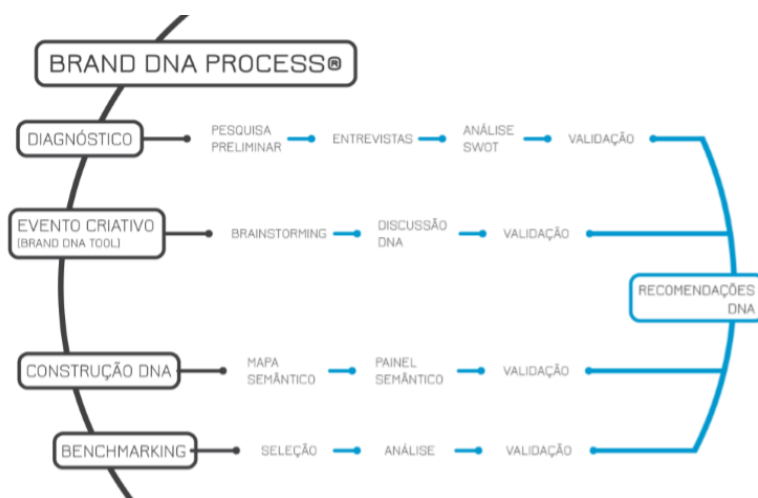 BRAND DNA PROCESS®
DIAGNÓSTICO
PESQUISA
PRELIMINAR
ENTREVISTAS
ANÁLISE
SWOT
VALIDAÇÃO
EVENTO CRIATIVO
(BRAND DNA TOOL)
BRAINSTORMING
DISCUSSÃO
DNA
VALIDAÇÃO
RECOMENDAÇÕES
DNA
CONSTRUÇÃO DNA
MAPA
SEMÂNTICO
PAINEL
SEMÂNTICO
VALIDAÇÃO
BENCHMARKING
SELEÇÃO
ANÁLISE
VALIDAÇÃO